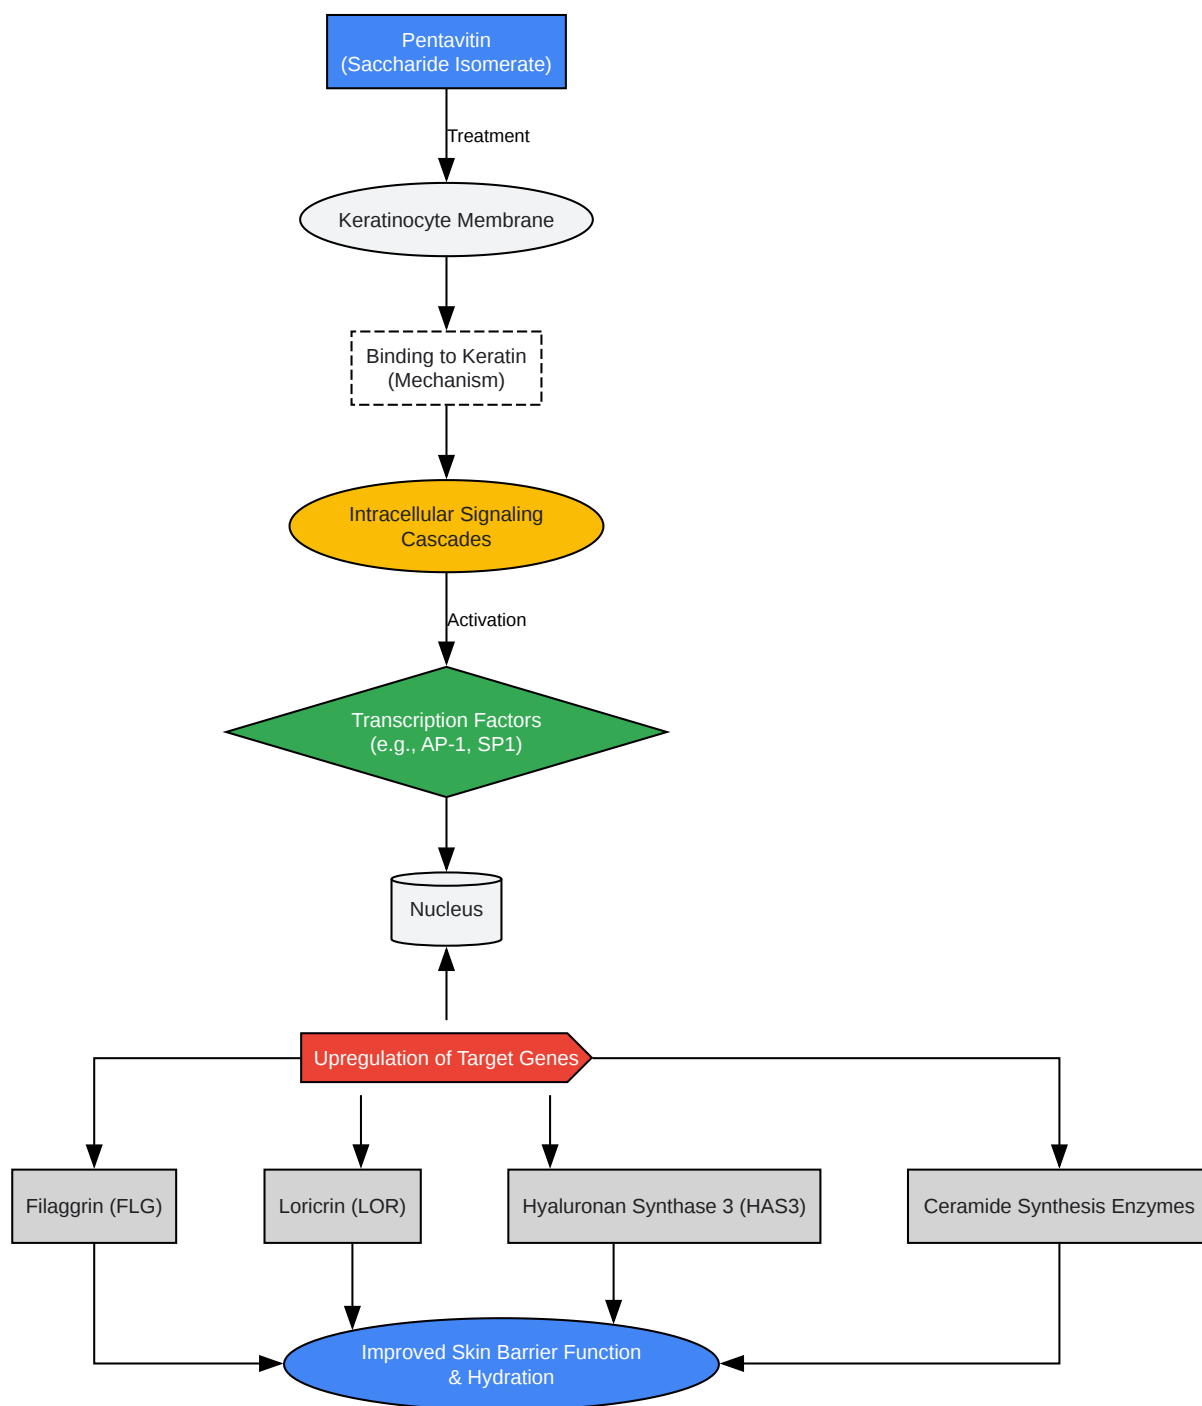 Pentavitin
(Saccharide Isomerate)
Treatment
Keratinocyte Membrane
Binding to Keratin
(Mechanism)
Intracellular Signaling
Cascades
Activation
Transcription Factors
(e.g., AP-1, SP1)
Nucleus
Upregulation of Target Genes
Filaggrin (FLG)
Loricrin (LOR)
Hyaluronan Synthase 3 (HAS3)
Ceramide Synthesis Enzymes
Improved Skin Barrier Function
& Hydration